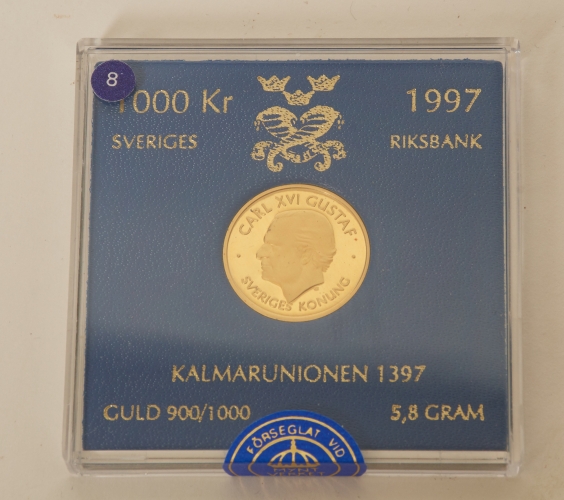 8
1000 Kr
1997
SVERIGES
RIKSBANK
CARL XVI GUSTAF
SVERIGES KONUNG
KALMARUNIONEN 1397
GULD 900/1000
5,8 GRAM
FÖRSEGLAT VID